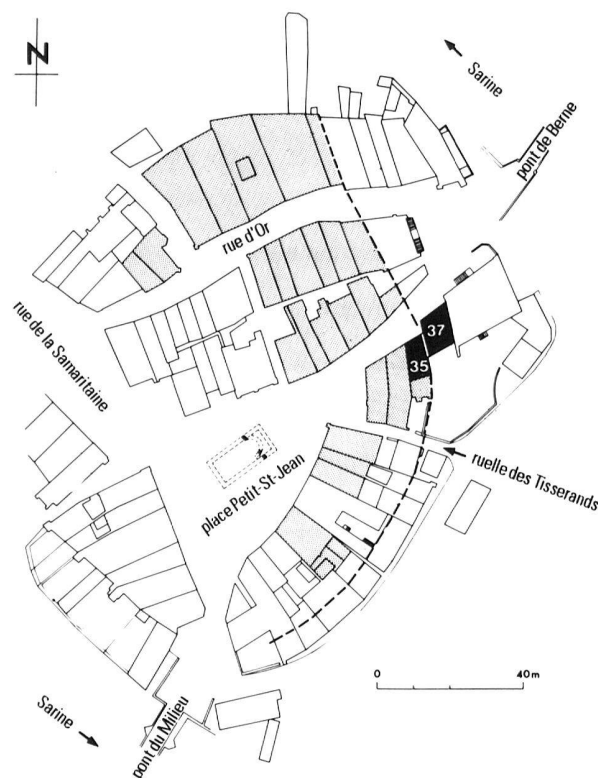 N
Sarine
pont de Berne
rue d'Or
rue de la Samaritaine
37
35
place Petit-St-Jean
ruelle des Tisserands
0 40 m
Sarine
pont du Milieu